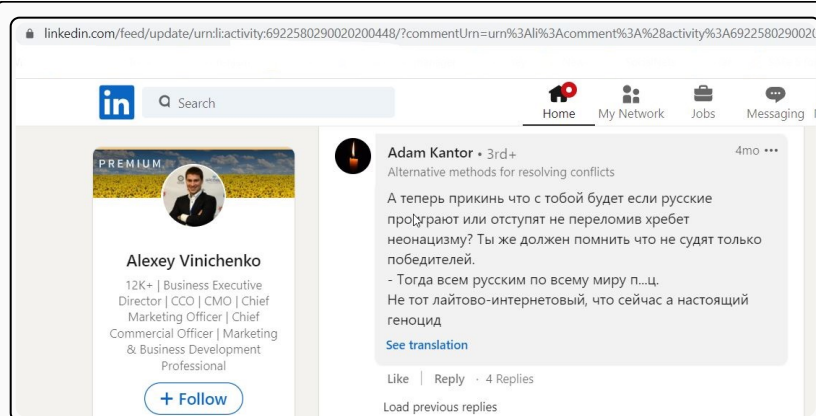 linkedin.com/feed/update/urn:li:activity:6922580290020200448/?commentUrn=urn%3Ali%3Acomment%3A%28activity%3A6922580290020
in
Search
Home
My Network
Jobs
Messaging
PREMIUM
Alexey Vinichenko
12K+ | Business Executive
Director | CCO | CMO | Chief
Marketing Officer | Chief
Commercial Officer | Marketing
& Business Development
Professional
+ Follow
Adam Kantor • 3rd+
4mo •••
Alternative methods for resolving conflicts
А теперь прикинь что с тобой будет если русские
проиграют или отступят не переломив хребет
неонацизму? Ты же должен помнить что не судят только
победителей.
- Тогда всем русским по всему миру п...ц.
Не тот лайтово-интернетовый, что сейчас а настоящий
геноцид
See translation
Like | Reply · 4 Replies
Load previous replies